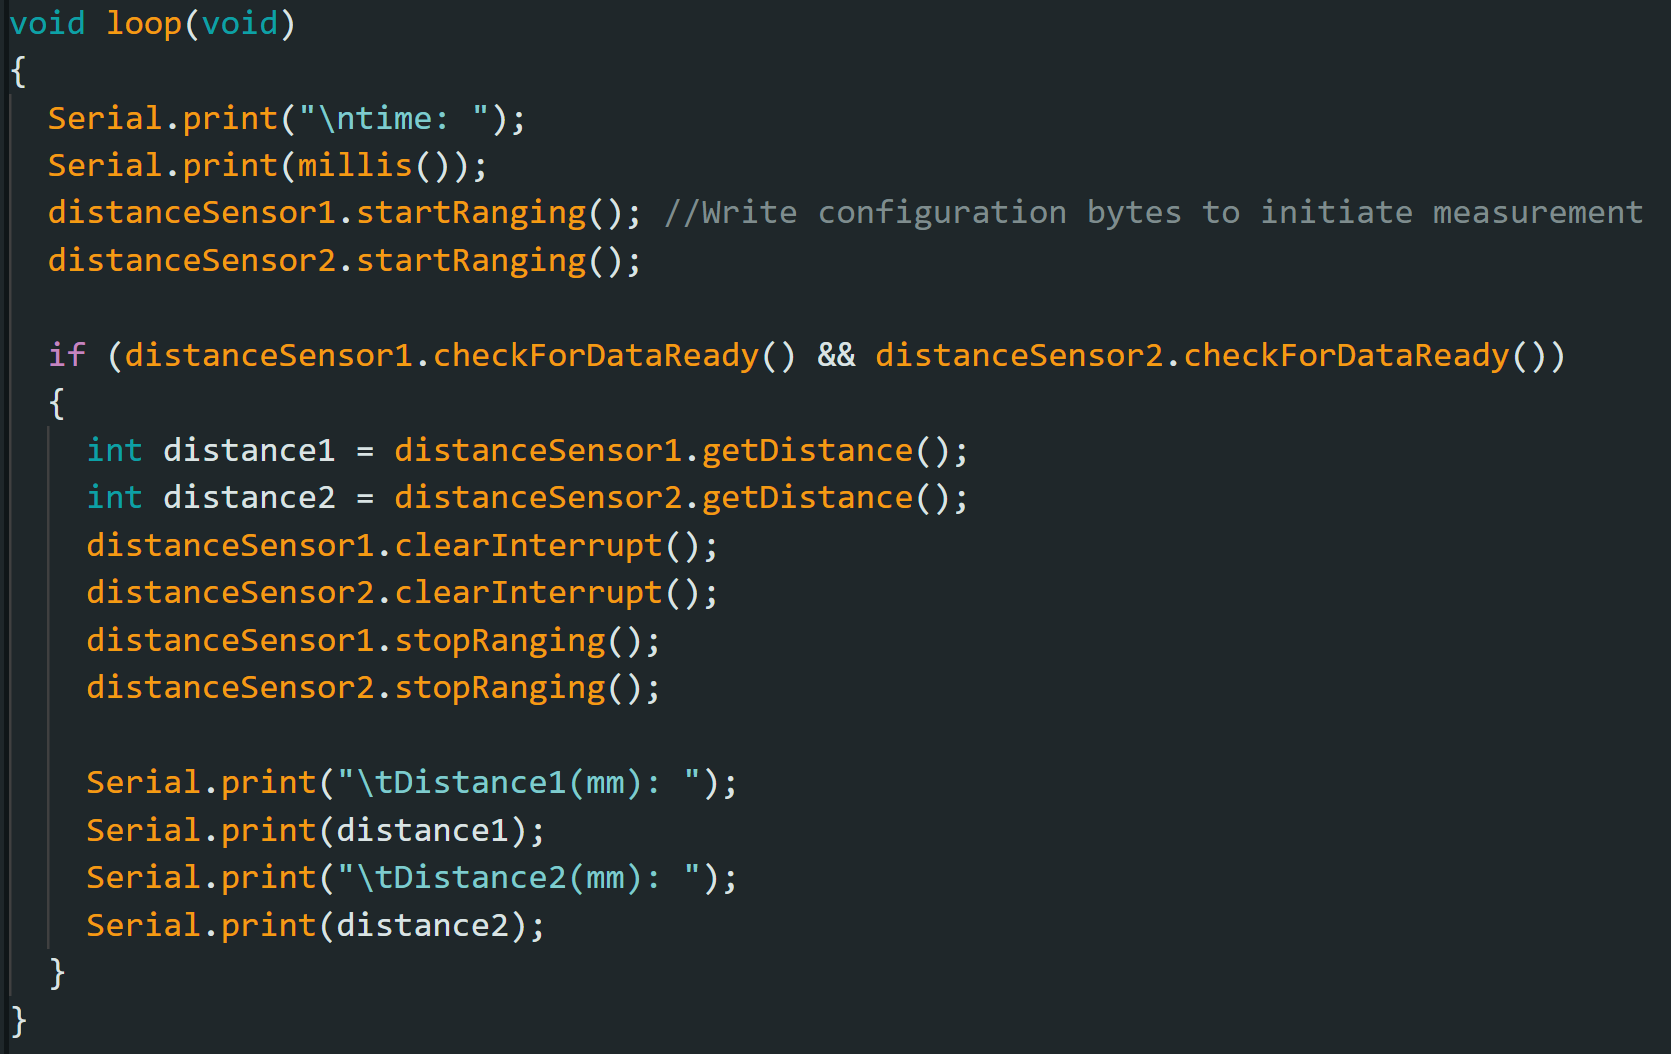 void loop(void)
{
  Serial.print("\ntime: ");
  Serial.print(millis());
  distanceSensor1.startRanging(); //Write configuration bytes to initiate measurement
  distanceSensor2.startRanging();

  if (distanceSensor1.checkForDataReady() && distanceSensor2.checkForDataReady())
  {
    int distance1 = distanceSensor1.getDistance();
    int distance2 = distanceSensor2.getDistance();
    distanceSensor1.clearInterrupt();
    distanceSensor2.clearInterrupt();
    distanceSensor1.stopRanging();
    distanceSensor2.stopRanging();

    Serial.print("\tDistance1(mm): ");
    Serial.print(distance1);
    Serial.print("\tDistance2(mm): ");
    Serial.print(distance2);
  }
}